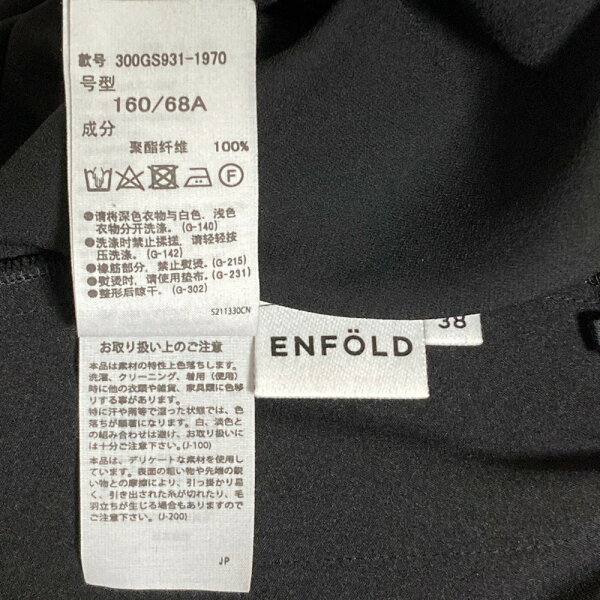 款号 300GS931-1970
号型
160/68A
成分
聚酯纤维 100%
F
●请将深色衣物与白色、浅色
衣物分开洗涤. (G-140)
●洗涤时禁止揉搓, 请轻轻按
压洗涤. (G-142)
●橡筋部分, 禁止熨烫. (G-215)
●熨烫时, 请使用垫布. (G-231)
●整形后晾干. (G-302)
S211330CN
お取り扱い上のご注意
本品は素材の特性上色落ちします。
洗濯、クリーニング、着用（使用）
時に他の衣類や雑貨、家具類に色移
りする事があります。
特に汗や雨等で湿った状態では、色
落ちが顕著になります。白、淡色と
の組み合わせは避け、お取り扱いには
十分ご注意下さい。(J-100)
本品は、デリケートな素材を使用し
ています。表面の粗い物や先端の鋭
い物との摩擦により、引っ掛かり易
く、引き出された糸が切れたり、毛
羽立ちが生じる場合もありますので
ご注意下さい。(J-200)
JP
ENFÖLD
38